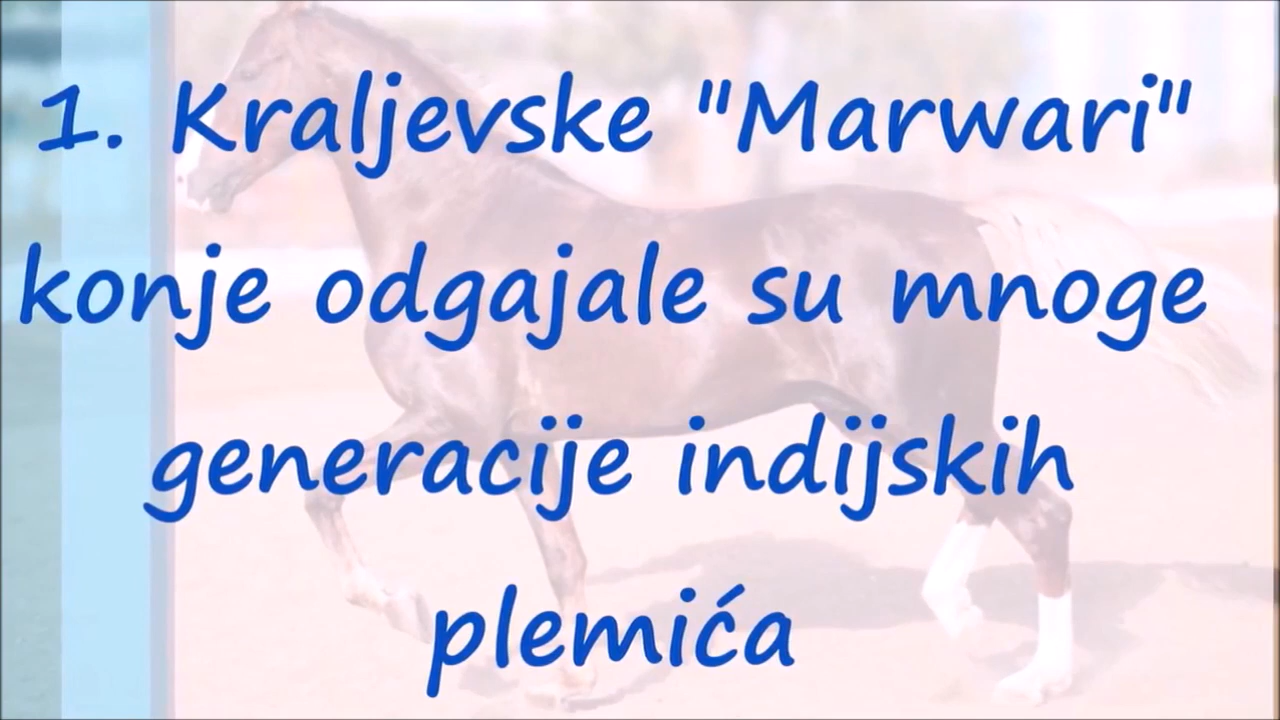 1. Kraljevske "Marwari"
konje odgajale su mnoge
generacije indijskih
plemića